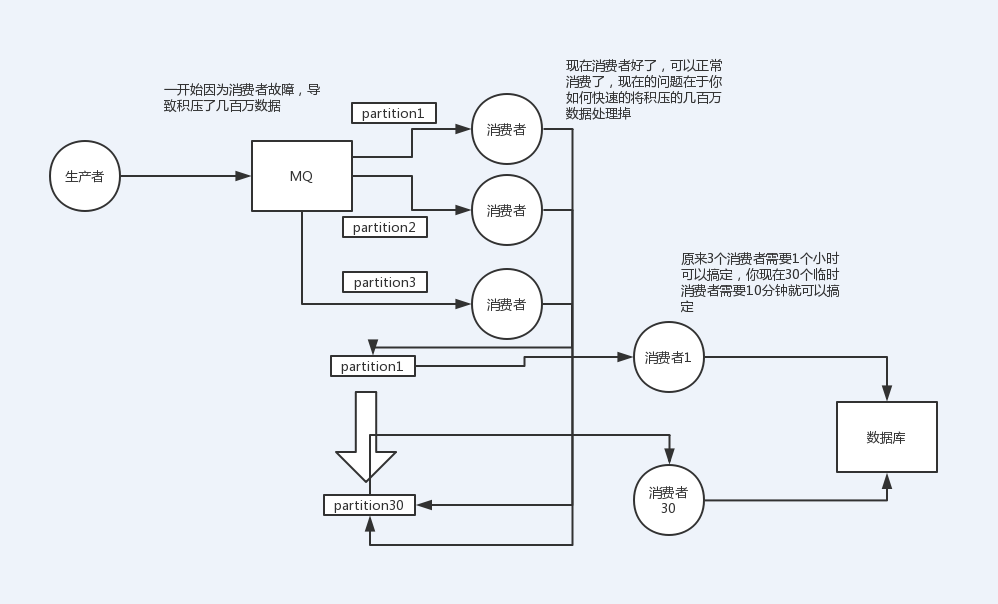 一开始因为消费者故障，导
致积压了几百万数据
现在消费者好了，可以正常
消费了，现在的问题在于你
如何快速的将积压的几百万
数据处理掉
partition1
消费者
生产者
MQ
消费者
partition2
partition3
消费者
原来3个消费者需要1个小时
可以搞定，你现在30个临时
消费者需要10分钟就可以搞
定
partition1
消费者1
数据库
partition30
消费者
30